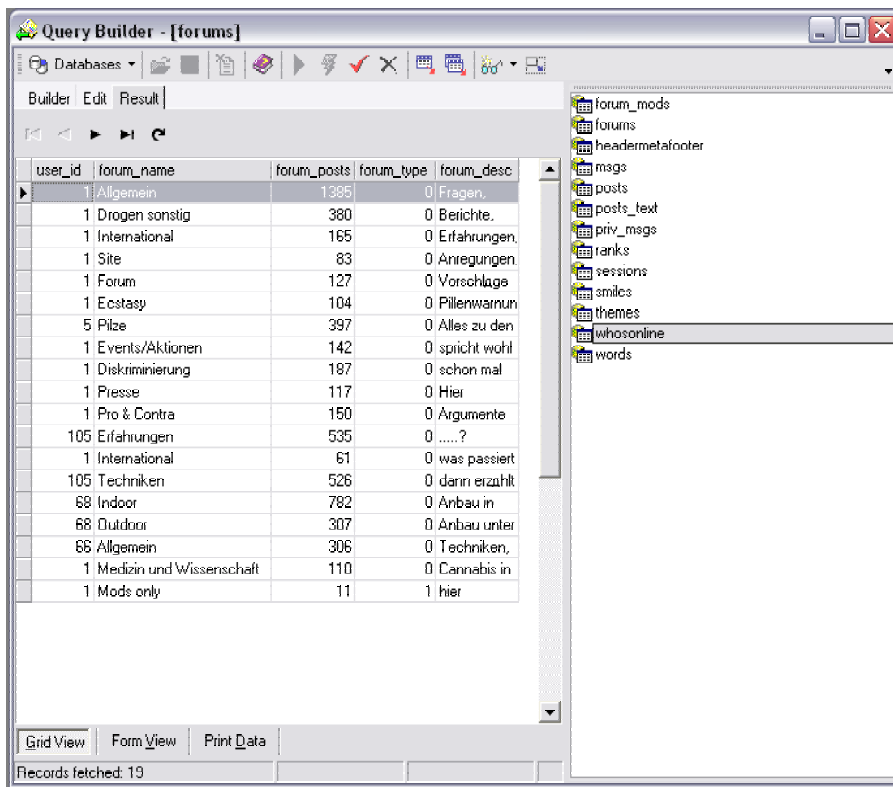 Query Builder - [forums]
Databases
Builder Edit Result
user_id forum_name forum_posts forum_type forum_desc
1 Allgemein 1385 0 Fragen,
1 Drogen sonstig 380 0 Berichte,
1 International 165 0 Erfahrungen,
1 Site 83 0 Anregungen,
1 Forum 127 0 Vorschläge
1 Ecstasy 104 0 Pillenwarnun
5 Pilze 397 0 Alles zu den
1 Events/Aktionen 142 0 spricht wohl
1 Diskriminierung 187 0 schon mal
1 Presse 117 0 Hier
1 Pro & Contra 150 0 Argumente
105 Erfahrungen 535 0 .....?
1 International 61 0 was passiert
105 Techniken 526 0 dann erzählt
68 Indoor 782 0 Anbau in
68 Outdoor 307 0 Anbau unter
66 Allgemein 306 0 Techniken,
1 Medizin und Wissenschaft 110 0 Cannabis in
1 Mods only 11 1 hier
Grid View Form View Print Data
Records fetched: 19
forum_mods
forums
headermetafooter
msgs
posts
posts_text
priv_msgs
ranks
sessions
smiles
themes
whosonline
words